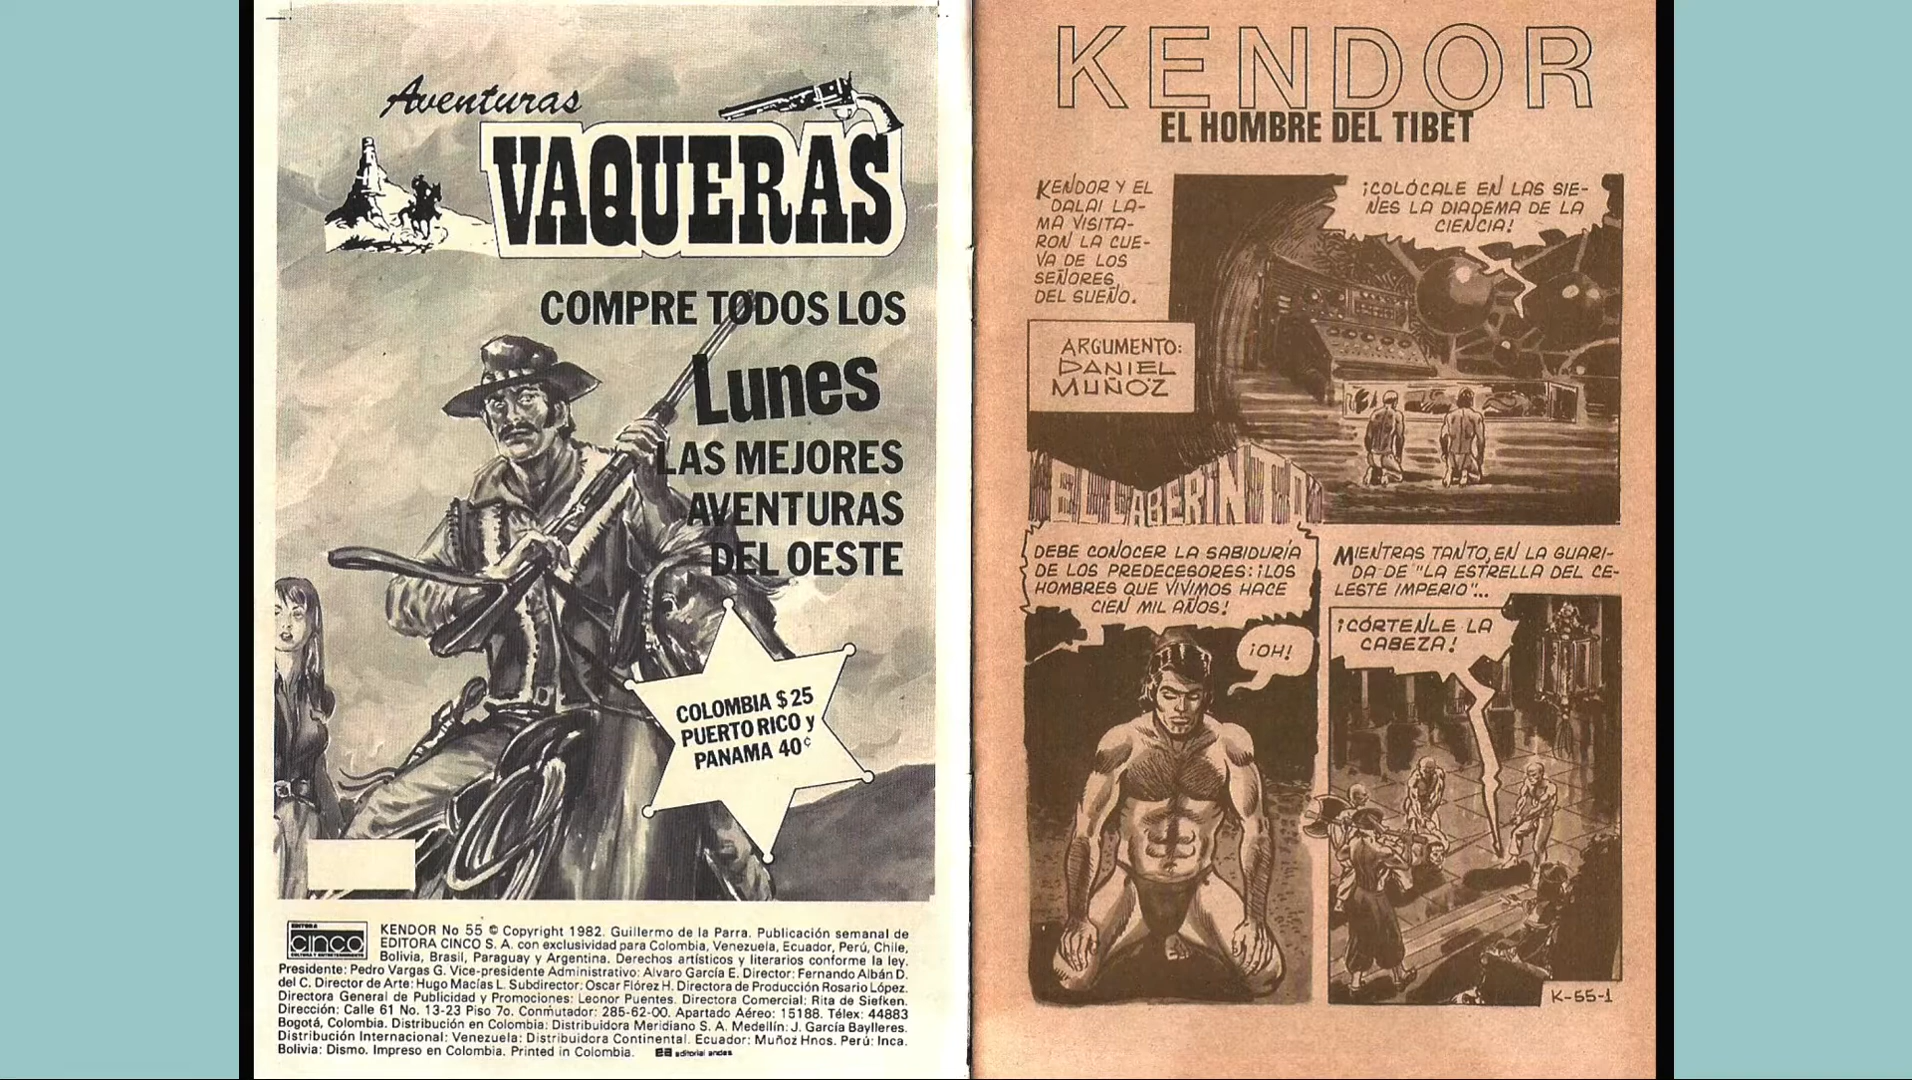 Aventuras
VAQUERAS
COMPRE TODOS LOS
Lunes
LAS MEJORES
AVENTURAS
DEL OESTE
COLOMBIA $25
PUERTO RICO y
PANAMA 40¢
EDITORA
CINCO
CULTURA Y ENTRETENIMIENTO
KENDOR No 55 © Copyright 1982. Guillermo de la Parra. Publicación semanal de
EDITORA CINCO S. A. con exclusividad para Colombia, Venezuela, Ecuador, Perú, Chile,
Bolivia, Brasil, Paraguay y Argentina. Derechos artísticos y literarios conforme la ley.
Presidente: Pedro Vargas G. Vice-presidente Administrativo: Alvaro García E. Director: Fernando Albán D.
del C. Director de Arte: Hugo Macías L. Subdirector: Oscar Flórez H. Directora de Producción Rosario López.
Directora General de Publicidad y Promociones: Leonor Puentes. Directora Comercial: Rita de Siefken.
Dirección: Calle 61 No. 13-23 Piso 7o. Conmutador: 285-62-00. Apartado Aéreo: 15188. Télex: 44883
Bogotá, Colombia. Distribución en Colombia: Distribuidora Meridiano S. A. Medellín: J. García Baylleres.
Distribución Internacional: Venezuela: Distribuidora Continental. Ecuador: Muñoz Hnos. Perú: Inca.
Bolivia: Dismo. Impreso en Colombia. Printed in Colombia. ea editorial andes
KENDOR
EL HOMBRE DEL TIBET
KENDOR Y EL
DALAI LA-
MA VISITA-
RON LA CUE-
VA DE LOS
SEÑORES
DEL SUEÑO.
¡COLÓCALE EN LAS SIE-
NES LA DIADEMA DE LA
CIENCIA!
ARGUMENTO:
DANIEL
MUÑOZ
EL LABERINTO
DEBE CONOCER LA SABIDURÍA
DE LOS PREDECESORES: ¡LOS
HOMBRES QUE VIVIMOS HACE
CIEN MIL AÑOS!
¡OH!
MIENTRAS TANTO, EN LA GUARI-
DA DE "LA ESTRELLA DEL CE-
LESTE IMPERIO"...
¡CÓRTENLE LA
CABEZA!
K-55-1